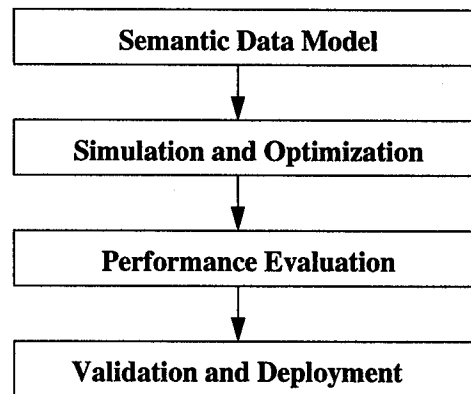 Semantic Data Model
Simulation and Optimization
Performance Evaluation
Validation and Deployment